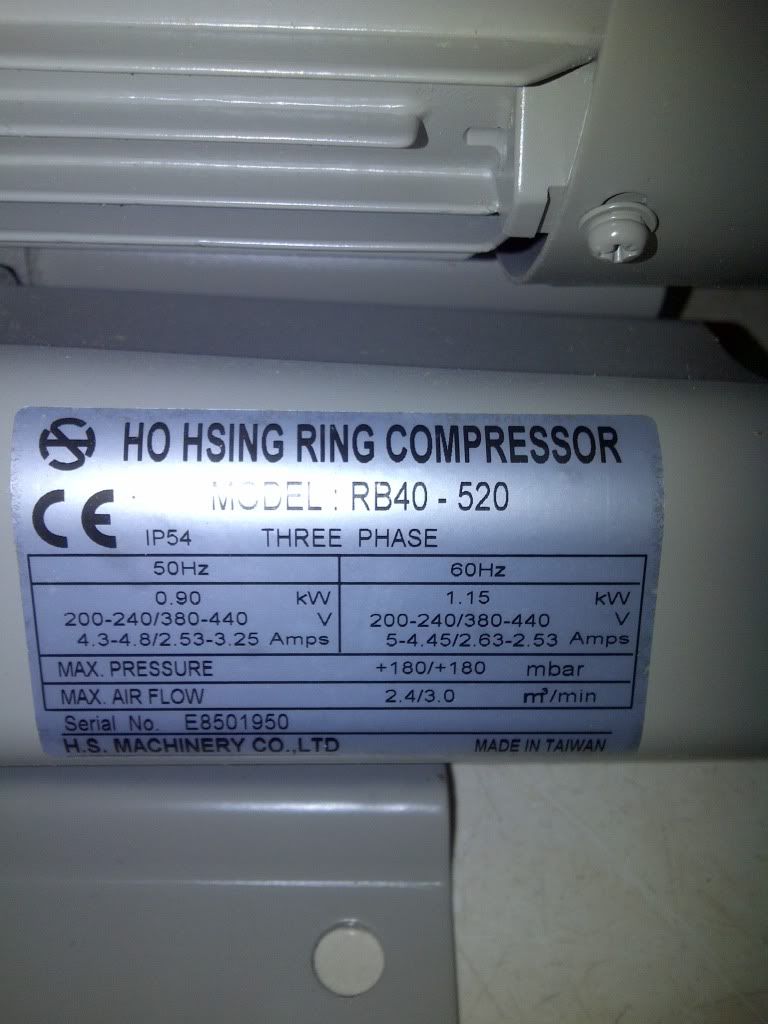 HO HSING RING COMPRESSOR
MODEL : RB40 - 520
CE IP54 THREE PHASE
50Hz 60Hz
0.90 kW 1.15 kW
200-240/380-440 V 200-240/380-440 V
4.3-4.8/2.53-3.25 Amps 5-4.45/2.63-2.53 Amps
MAX. PRESSURE +180/+180 mbar
MAX. AIR FLOW 2.4/3.0 m³/min
Serial No. E8501950
H.S. MACHINERY CO.,LTD MADE IN TAIWAN